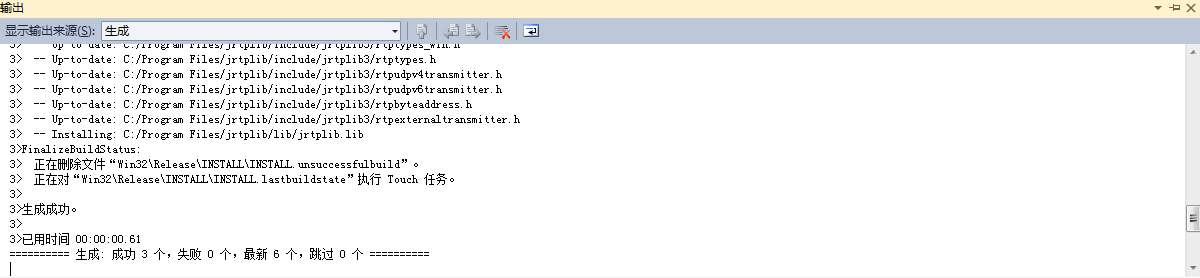 输出
显示输出来源(S): 生成
3>  -- Up-to-date: C:/Program Files/jrtplib/include/jrtplib3/rtptypes_win.h
3>  -- Up-to-date: C:/Program Files/jrtplib/include/jrtplib3/rtptypes.h
3>  -- Up-to-date: C:/Program Files/jrtplib/include/jrtplib3/rtpudpv4transmitter.h
3>  -- Up-to-date: C:/Program Files/jrtplib/include/jrtplib3/rtpudpv6transmitter.h
3>  -- Up-to-date: C:/Program Files/jrtplib/include/jrtplib3/rtpbyteaddress.h
3>  -- Up-to-date: C:/Program Files/jrtplib/include/jrtplib3/rtpexternaltransmitter.h
3>  -- Installing: C:/Program Files/jrtplib/lib/jrtplib.lib
3>FinalizeBuildStatus:
3>  正在删除文件“Win32\Release\INSTALL\INSTALL.unsuccessfulbuild”。
3>  正在对“Win32\Release\INSTALL\INSTALL.lastbuildstate”执行 Touch 任务。
3>
3>生成成功。
3>
3>已用时间 00:00:00.61
========== 生成: 成功 3 个，失败 0 个，最新 6 个，跳过 0 个 ==========